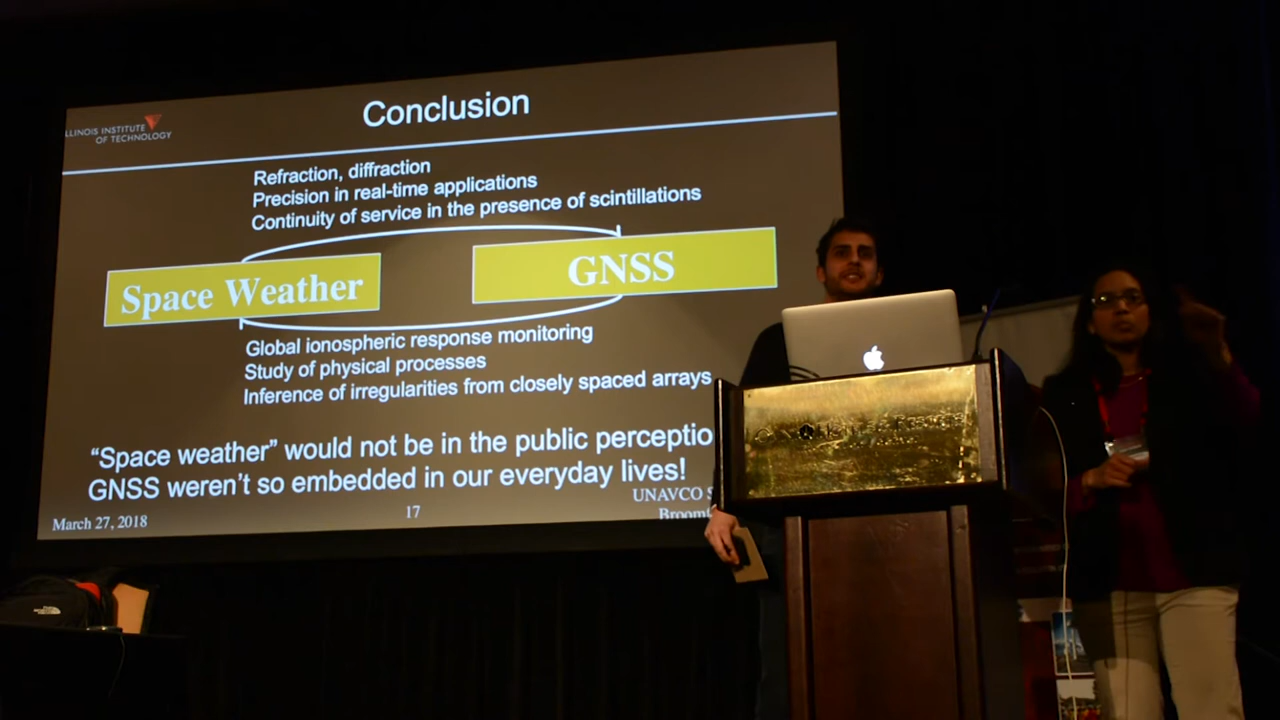 Conclusion
LLINOIS INSTITUTE
OF TECHNOLOGY
Refraction, diffraction
Precision in real-time applications
Continuity of service in the presence of scintillations
Space Weather
GNSS
Global ionospheric response monitoring
Study of physical processes
Inference of irregularities from closely spaced arrays
“Space weather” would not be in the public perceptio
GNSS weren’t so embedded in our everyday lives!
March 27, 2018
17
UNAVCO S
Broomf